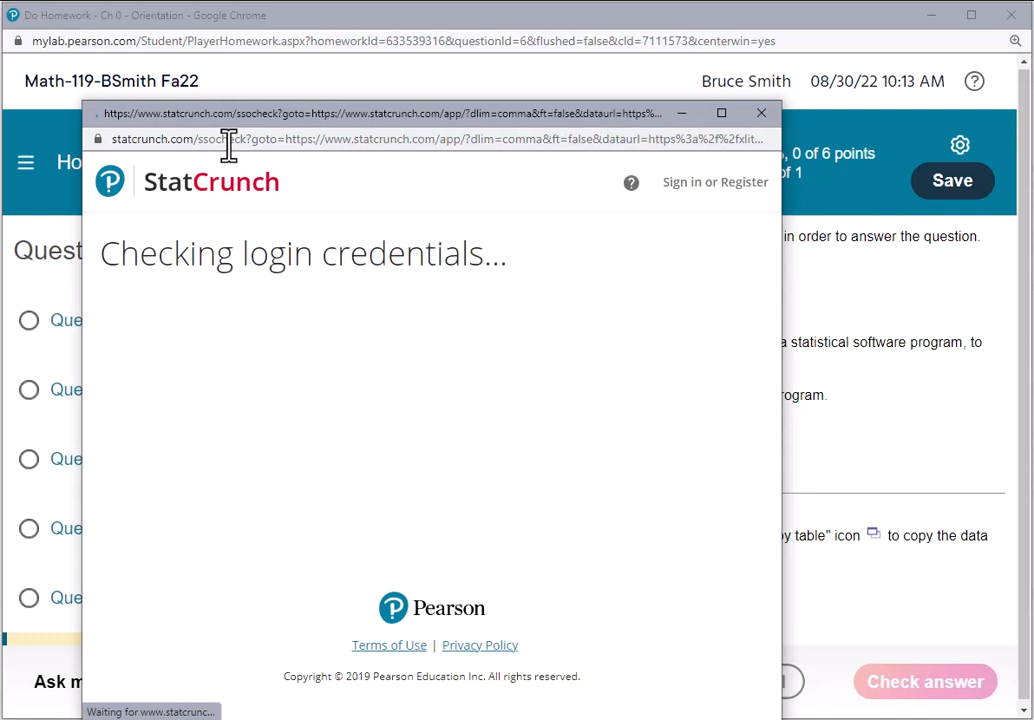 Do Homework - Ch 0 - Orientation - Google Chrome
mylab.pearson.com/Student/PlayerHomework.aspx?homeworkId=633539316&questionId=6&flushed=false&cId=7111573&centerwin=yes
Math-119-BSmith Fa22
Bruce Smith 08/30/22 10:13 AM
https://www.statcrunch.com/ssocheck?goto=https://www.statcrunch.com/app/?dlim=comma&ft=false&dataurl=https%...
statcrunch.com/ssocheck?goto=https://www.statcrunch.com/app/?dlim=comma&ft=false&dataurl=https%3a%2f%2fxlit...
Ho
, 0 of 6 points
of 1
Save
StatCrunch
Sign in or Register
Quest
in order to answer the question.
Checking login credentials...
Que
a statistical software program, to
Que
rogram.
Que
Que
y table" icon to copy the data
Que
Pearson
Terms of Use | Privacy Policy
Ask m
Copyright © 2019 Pearson Education Inc. All rights reserved.
Check answer
Waiting for www.statcrunc...